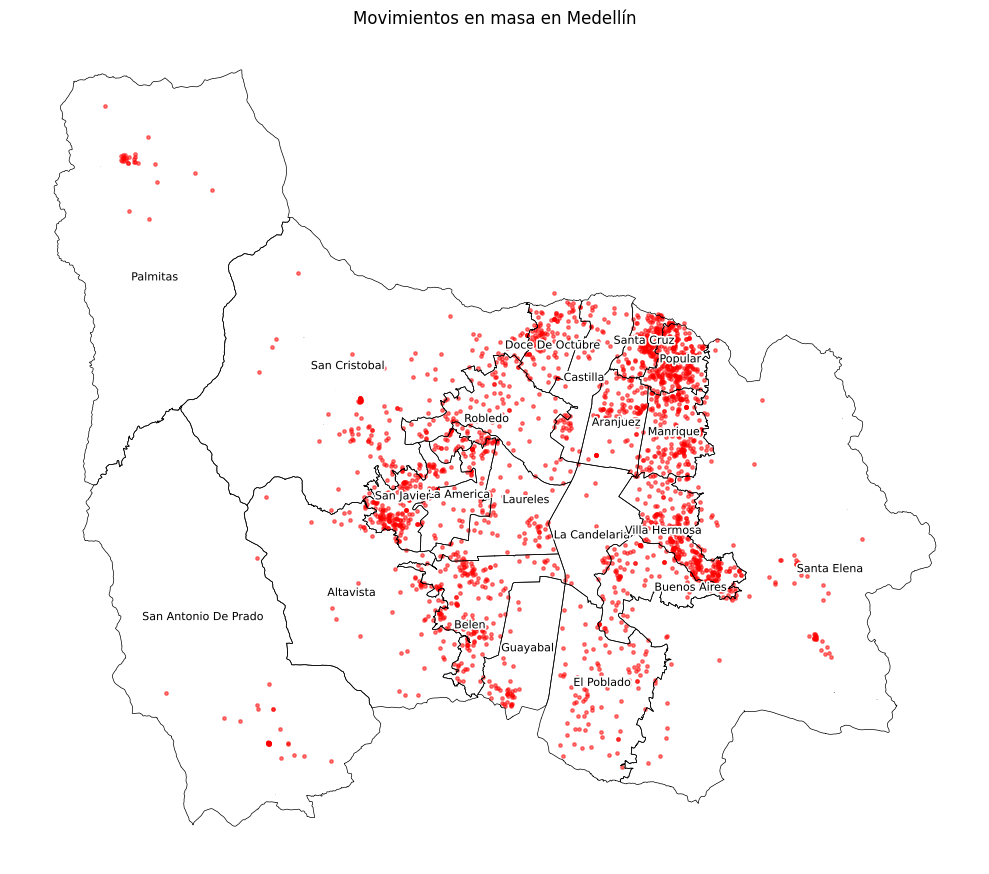 Movimientos en masa en Medellín
Palmitas
Santa Cruz
Doce De Octubre
Popular
San Cristobal
Castilla
Robledo
Aranjuez
Manrique
San Javier
a America
Laureles
Villa Hermosa
La Candelaria
Santa Elena
Buenos Aires
Altavista
San Antonio De Prado
Belen
Guayabal
El Poblado